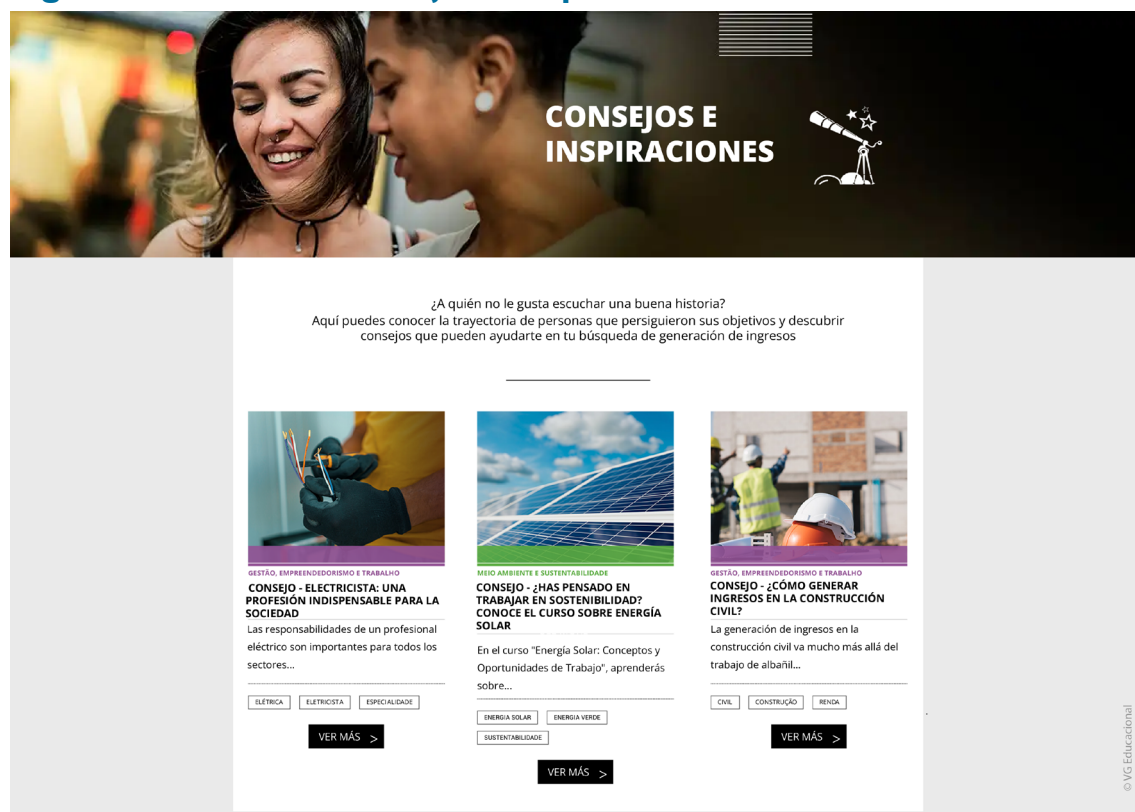 CONSEJOS E
INSPIRACIONES
¿A quién no le gusta escuchar una buena historia?
Aquí puedes conocer la trayectoria de personas que persiguieron sus objetivos y descubrir
consejos que pueden ayudarte en tu búsqueda de generación de ingresos
GESTÃO, EMPREENDEDORISMO E TRABALHO
CONSEJO - ELECTRICISTA: UNA
PROFESIÓN INDISPENSABLE PARA LA
SOCIEDAD
Las responsabilidades de un profesional
eléctrico son importantes para todos los
sectores...
ELÉTRICA ELETRICISTA ESPECIALIDADE
VER MÁS >
MEIO AMBIENTE E SUSTENTABILIDADE
CONSEJO - ¿HAS PENSADO EN
TRABAJAR EN SOSTENIBILIDAD?
CONOCE EL CURSO SOBRE ENERGÍA
SOLAR
En el curso "Energía Solar: Conceptos y
Oportunidades de Trabajo", aprenderás
sobre...
ENERGIA SOLAR ENERGIA VERDE
SUSTENTABILIDADE
VER MÁS >
GESTÃO, EMPREENDEDORISMO E TRABALHO
CONSEJO - ¿CÓMO GENERAR
INGRESOS EN LA CONSTRUCCIÓN
CIVIL?
La generación de ingresos en la
construcción civil va mucho más allá del
trabajo de albañil...
CIVIL CONSTRUÇÃO RENDA
VER MÁS >
© VG Educacional